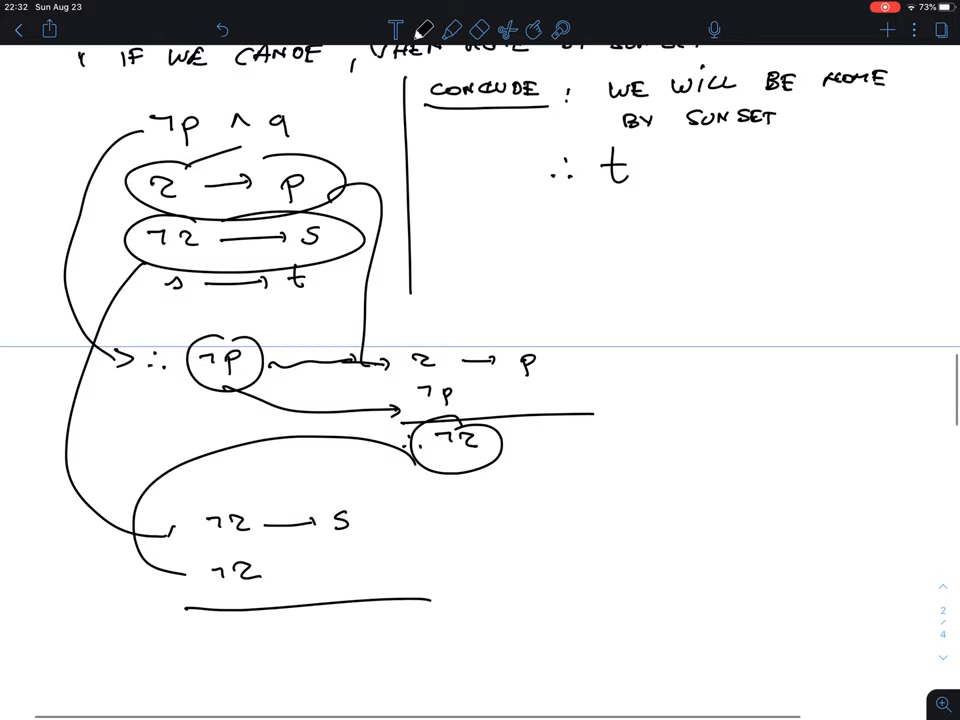 22:32 Sun Aug 23
73%
IF WE CANOE,
CONCLUDE: WE WILL BE HOME
BY SUNSET
∴ t
¬p ∧ q
r → p
¬r → s
s → t
∴ ¬p → r → p
¬p
∴ ¬r
¬r → s
¬r
2
/
4